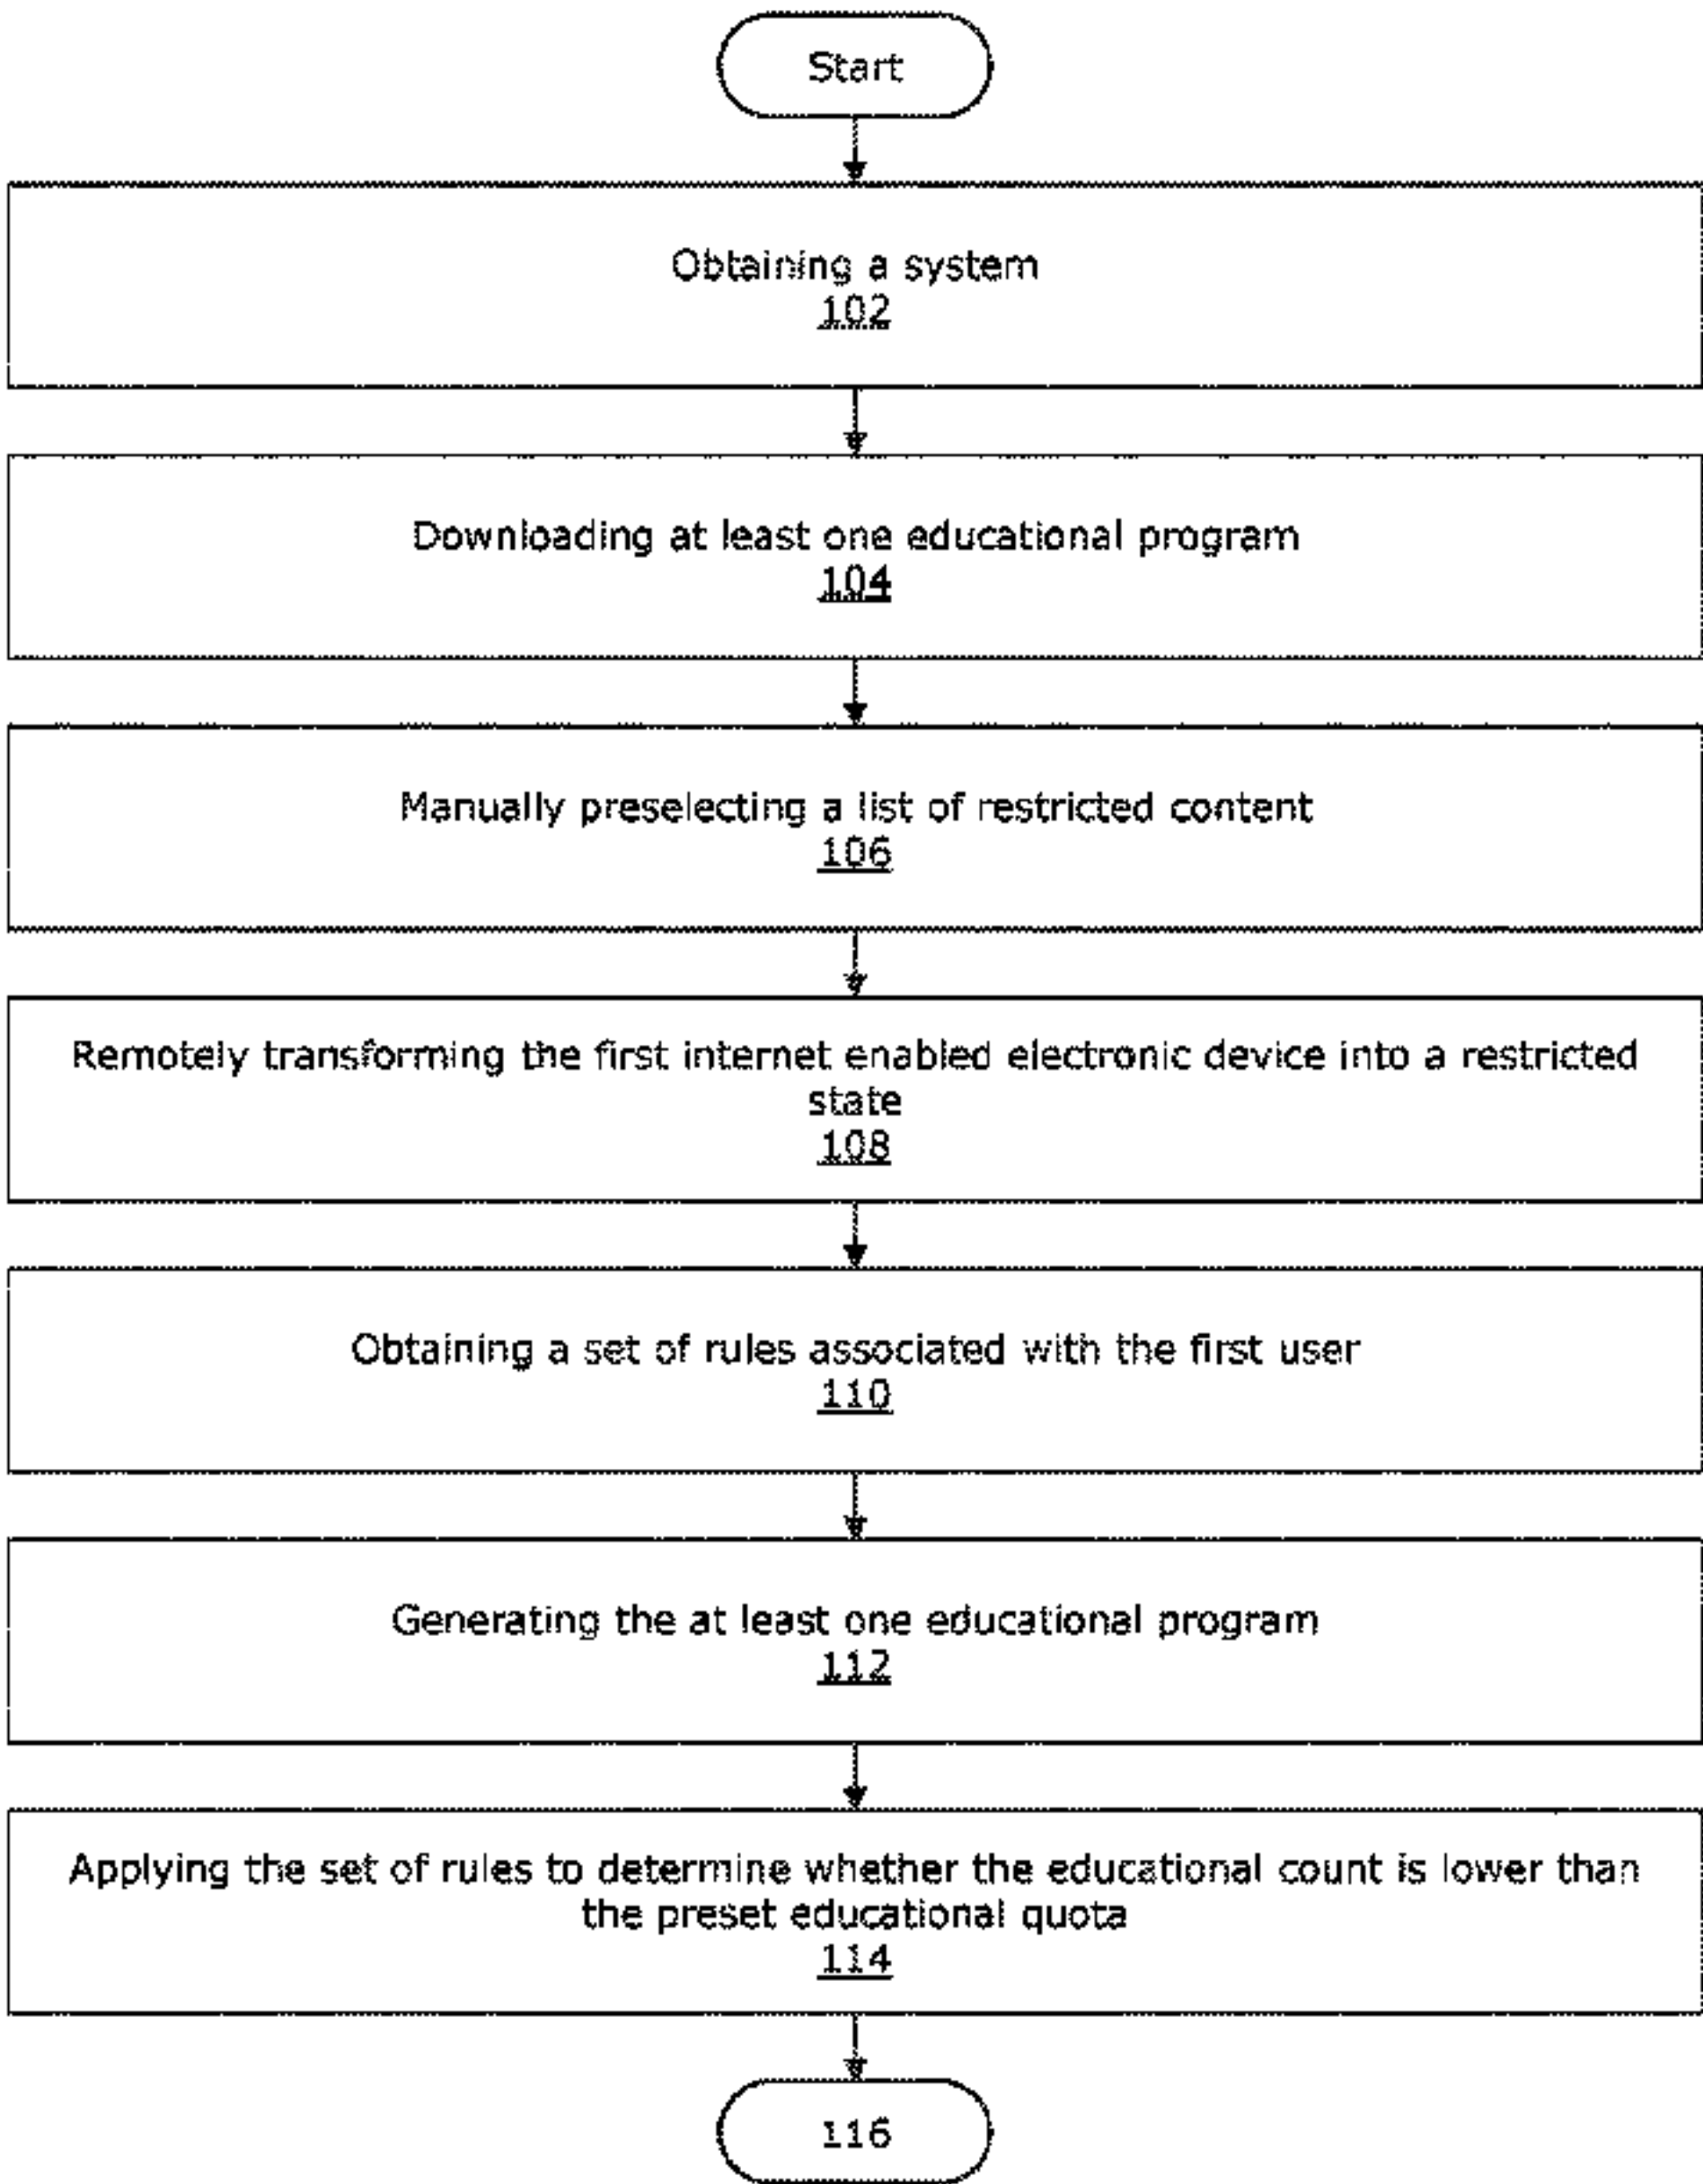 Start
Obtaining a system
102
Downloading at least one educational program
104
Manually preselecting a list of restricted content
106
Remotely transforming the first internet enabled electronic device into a restricted
state
108
Obtaining a set of rules associated with the first user
110
Generating the at least one educational program
112
Applying the set of rules to determine whether the educational count is lower than
the preset educational quota
114
116